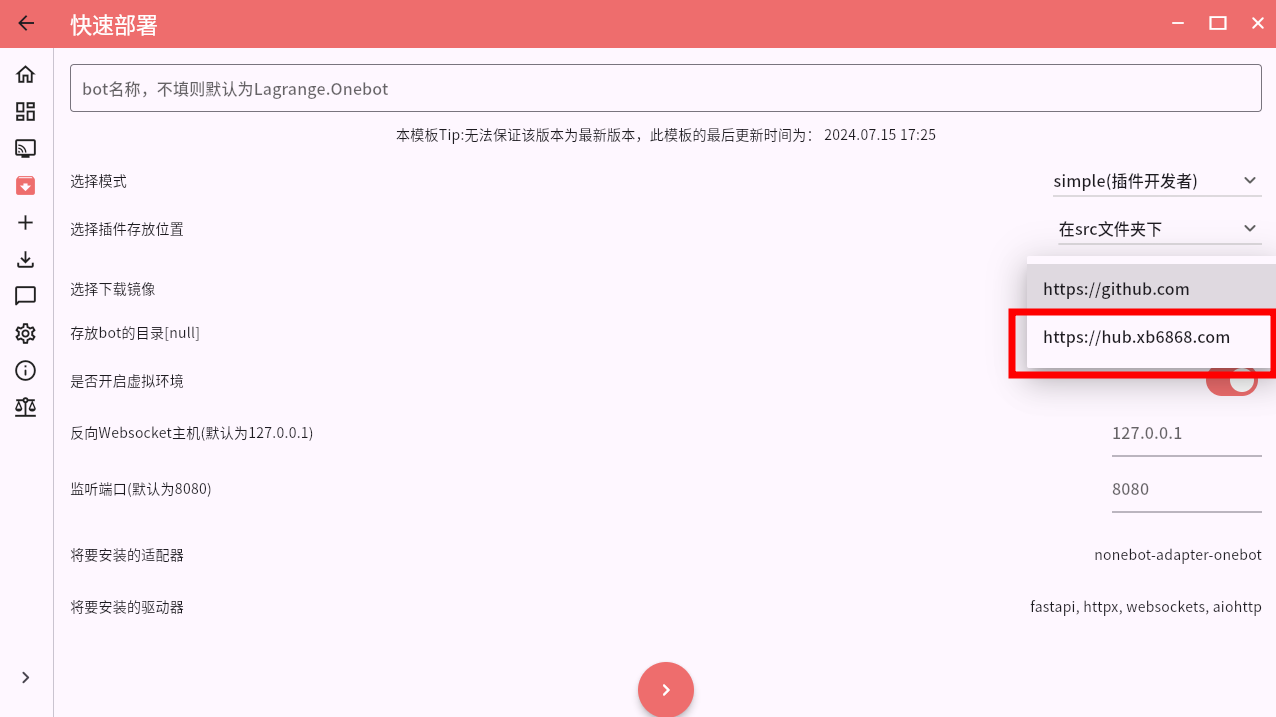 快速部署
bot名称，不填则默认为Lagrange.Onebot
本模板Tip:无法保证该版本为最新版本，此模板的最后更新时间为： 2024.07.15 17:25
选择模式
simple(插件开发者)
选择插件存放位置
在src文件夹下
选择下载镜像
https://github.com
存放bot的目录[null]
https://hub.xb6868.com
是否开启虚拟环境
反向Websocket主机(默认为127.0.0.1)
127.0.0.1
监听端口(默认为8080)
8080
将要安装的适配器
nonebot-adapter-onebot
将要安装的驱动器
fastapi, httpx, websockets, aiohttp